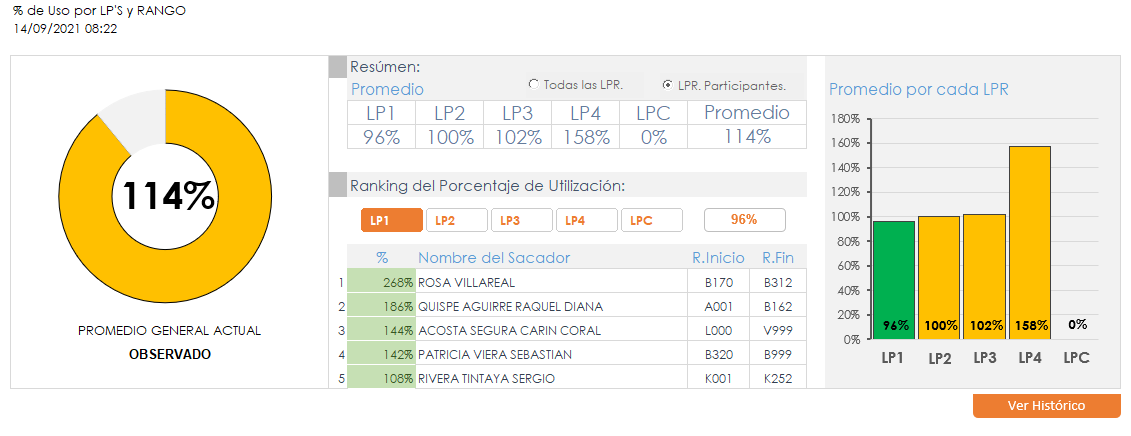 % de Uso por LP'S y RANGO
14/09/2021 08:22
114%
PROMEDIO GENERAL ACTUAL
OBSERVADO
Resúmen:
Promedio
Todas las LPR.
LPR. Participantes.
LP1 LP2 LP3 LP4 LPC Promedio
96% 100% 102% 158% 0% 114%
Ranking del Porcentaje de Utilización:
LP1 LP2 LP3 LP4 LPC 96%
% Nombre del Sacador R.Inicio R.Fin
1 268% ROSA VILLAREAL B170 B312
2 186% QUISPE AGUIRRE RAQUEL DIANA A001 B162
3 144% ACOSTA SEGURA CARIN CORAL L000 V999
4 142% PATRICIA VIERA SEBASTIAN B320 B999
5 108% RIVERA TINTAYA SERGIO K001 K252
Promedio por cada LPR
180%
160%
140%
120%
100%
80%
60%
40%
20%
0%
96% 100% 102% 158% 0%
LP1 LP2 LP3 LP4 LPC
Ver Histórico